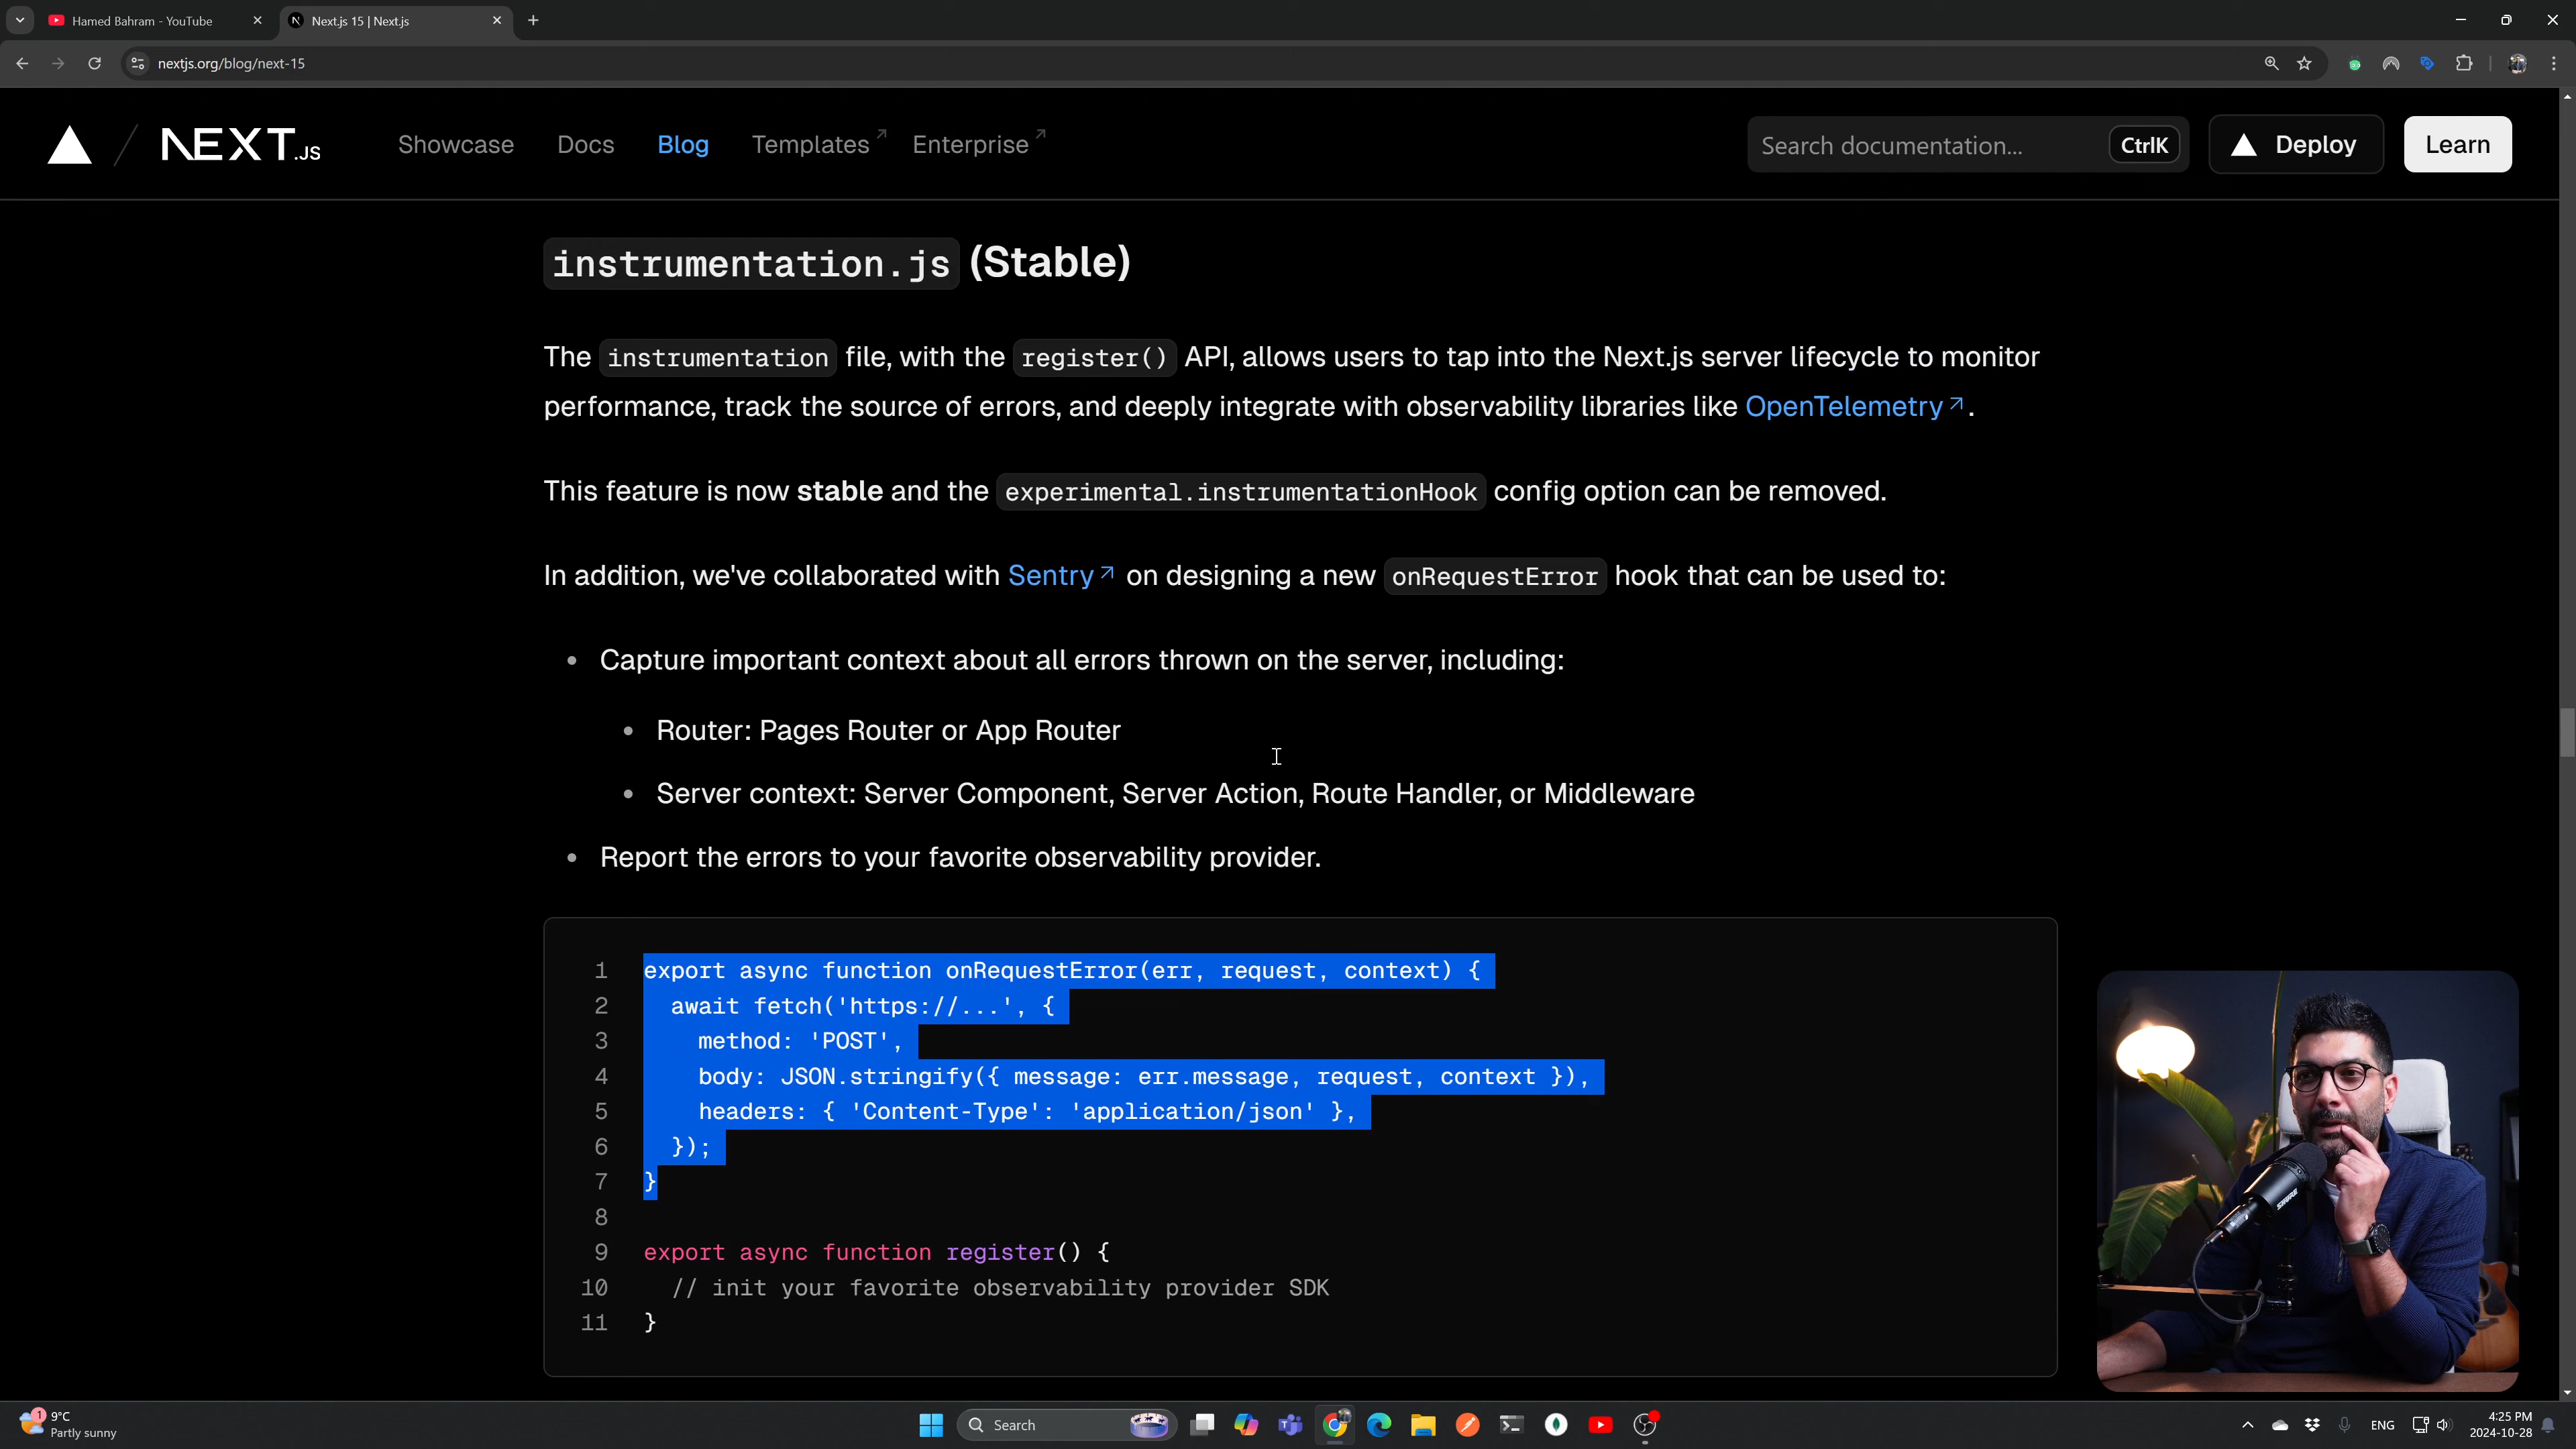 Hamed Bahram - YouTube
Next.js 15 | Next.js
nextjs.org/blog/next-15
NEXT.JS
Showcase
Docs
Blog
Templates
Enterprise
Search documentation...
CtrlK
Deploy
Learn
instrumentation.js (Stable)
The instrumentation file, with the register() API, allows users to tap into the Next.js server lifecycle to monitor
performance, track the source of errors, and deeply integrate with observability libraries like OpenTelemetry.
This feature is now stable and the experimental.instrumentationHook config option can be removed.
In addition, we've collaborated with Sentry on designing a new onRequestError hook that can be used to:
• Capture important context about all errors thrown on the server, including:
• Router: Pages Router or App Router
• Server context: Server Component, Server Action, Route Handler, or Middleware
• Report the errors to your favorite observability provider.
1 export async function onRequestError(err, request, context) {
2   await fetch('https://...', {
3     method: 'POST',
4     body: JSON.stringify({ message: err.message, request, context }),
5     headers: { 'Content-Type': 'application/json' },
6   });
7 }
8
9 export async function register() {
10   // init your favorite observability provider SDK
11 }
SHURE
1
9°C
Partly sunny
Search
ENG
4:25 PM
2024-10-28